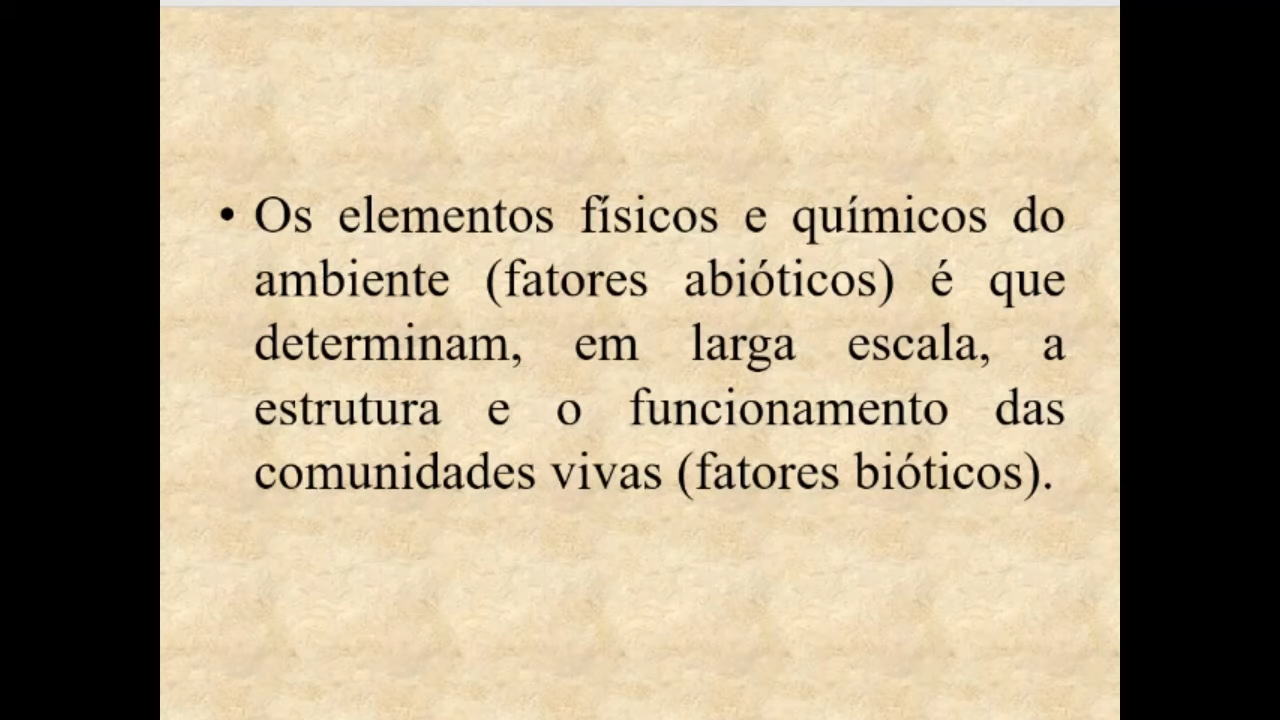 • Os elementos físicos e químicos do
ambiente (fatores abióticos) é que
determinam, em larga escala, a
estrutura e o funcionamento das
comunidades vivas (fatores bióticos).